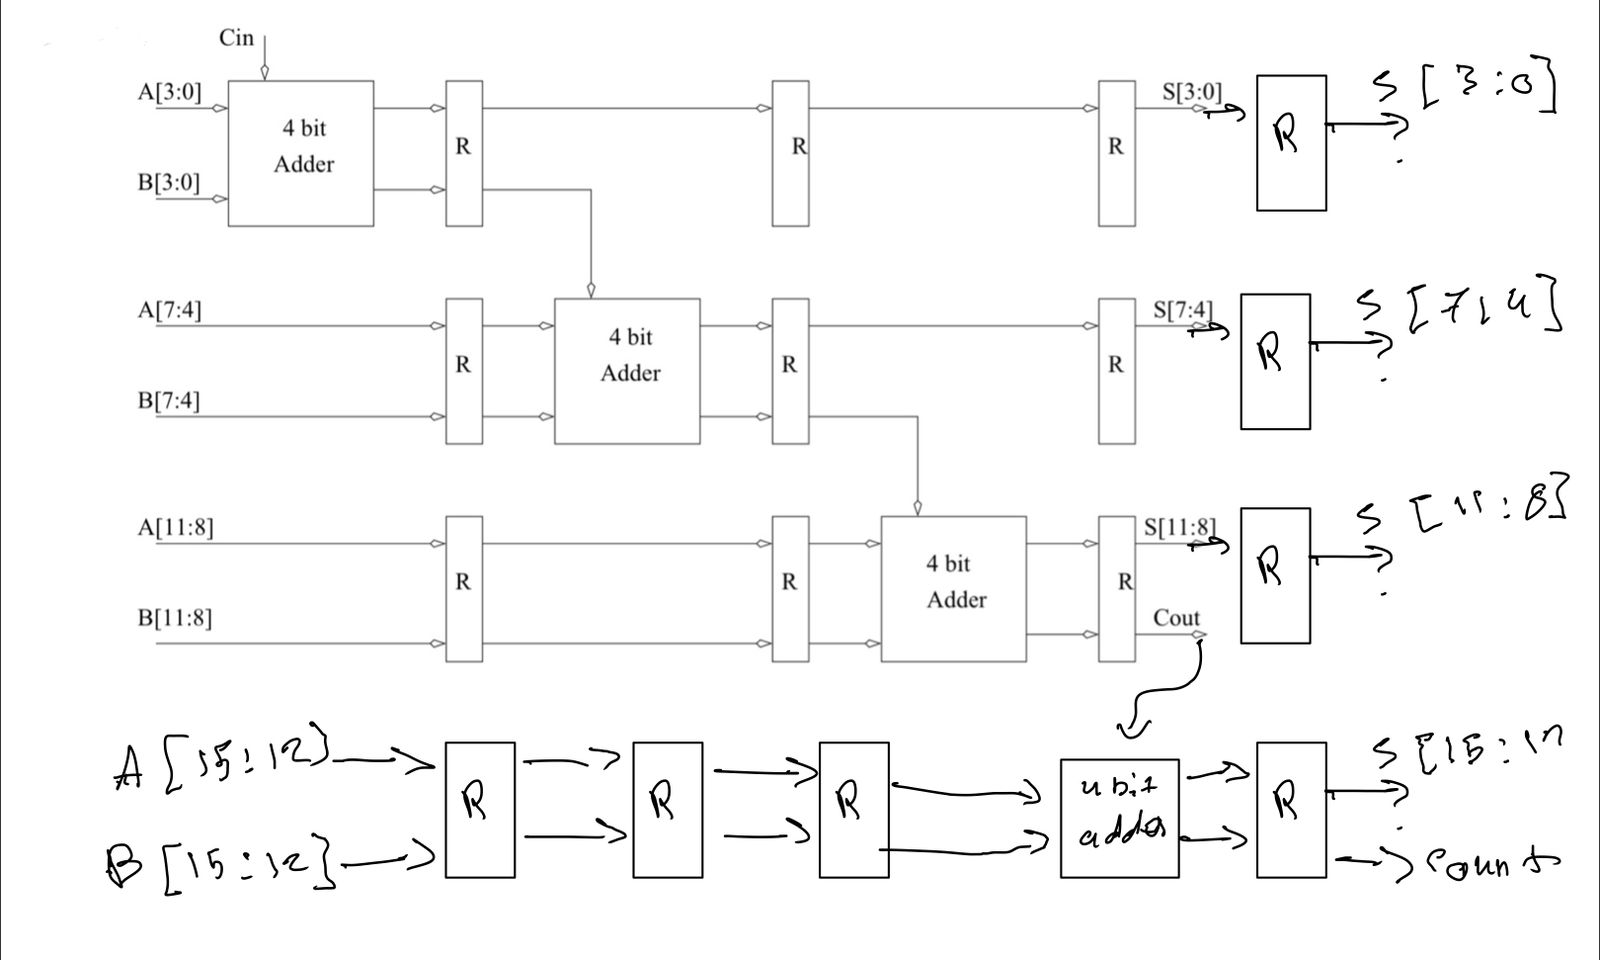 Cin
A[3:0]
B[3:0]
4 bit
Adder
R
R
R
S[3:0]
R
S [3:0]
A[7:4]
B[7:4]
R
4 bit
Adder
R
R
S[7:4]
R
S [7:4]
A[11:8]
B[11:8]
R
R
4 bit
Adder
R
S[11:8]
Cout
R
S [11:8]
A [15:12]
B [15:12]
R
R
R
4 bit
adder
R
S [15:12